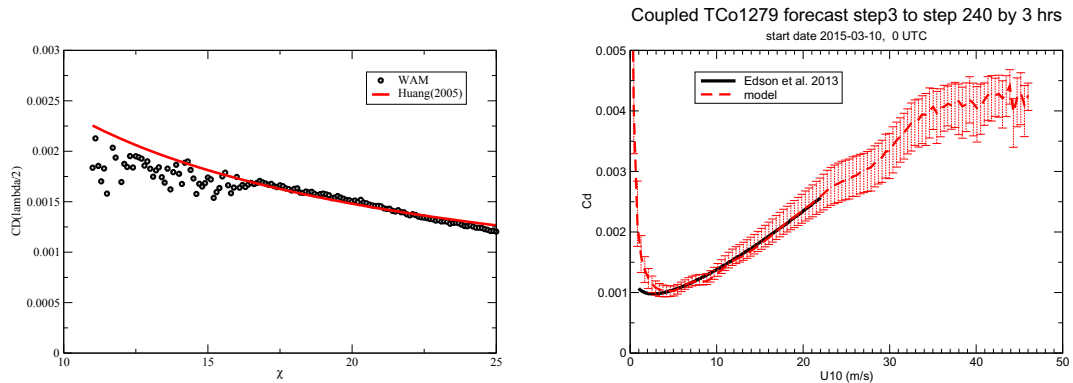 0.003
0.0025
0.002
0.0015
0.001
0.0005
0
CD(lambda/2)
10
15
20
25
χ
WAM
Huang(2005)
Coupled TCo1279 forecast step3 to step 240 by 3 hrs
start date 2015-03-10, 0 UTC
0.005
0.004
0.003
0.002
0.001
0
Cd
0
10
20
30
40
50
U10 (m/s)
Edson et al. 2013
model